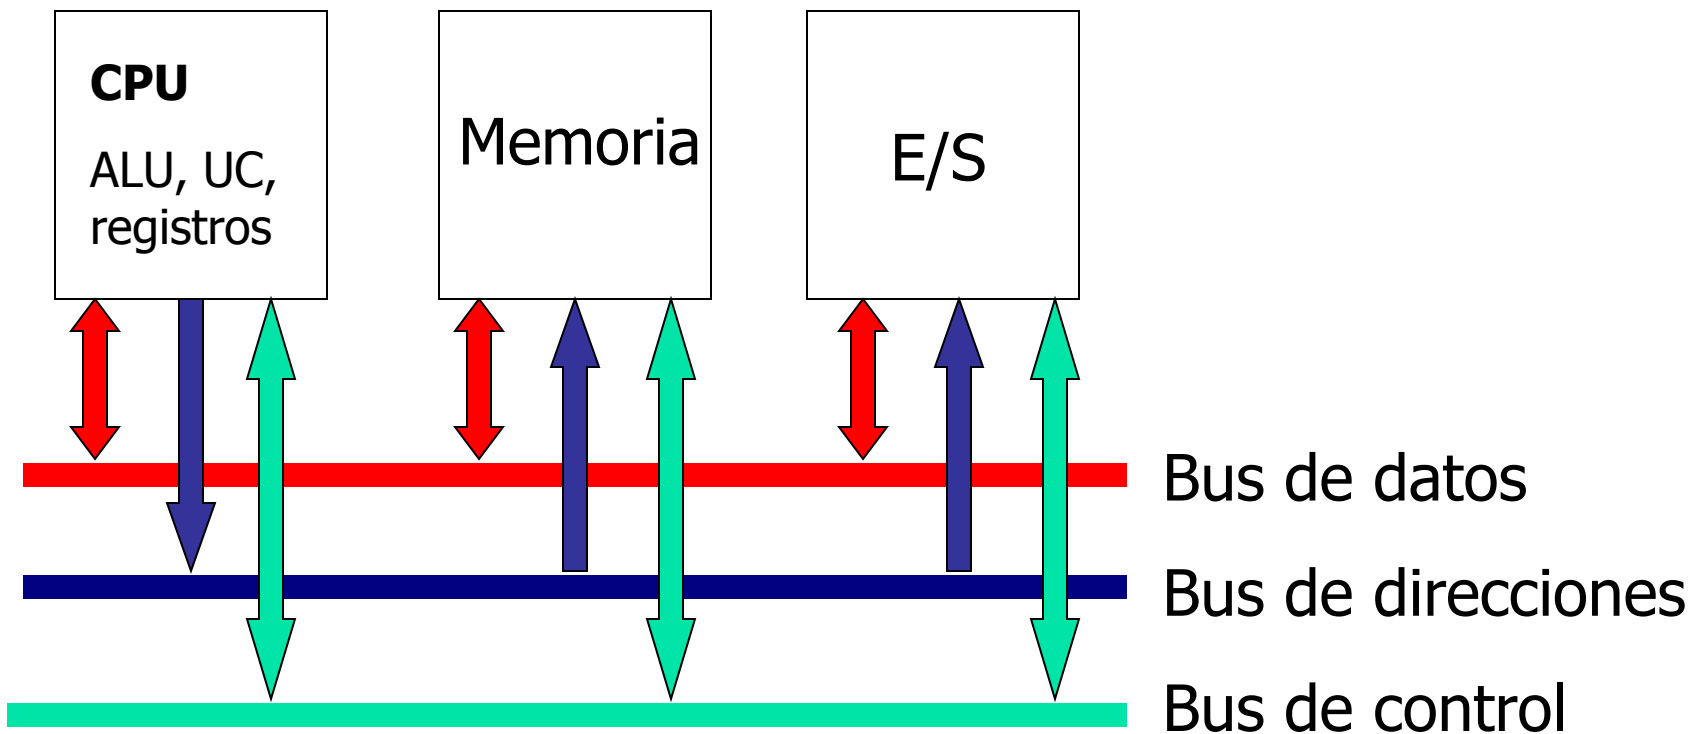 CPU
ALU, UC,
registros
Memoria
E/S
Bus de datos
Bus de direcciones
Bus de control